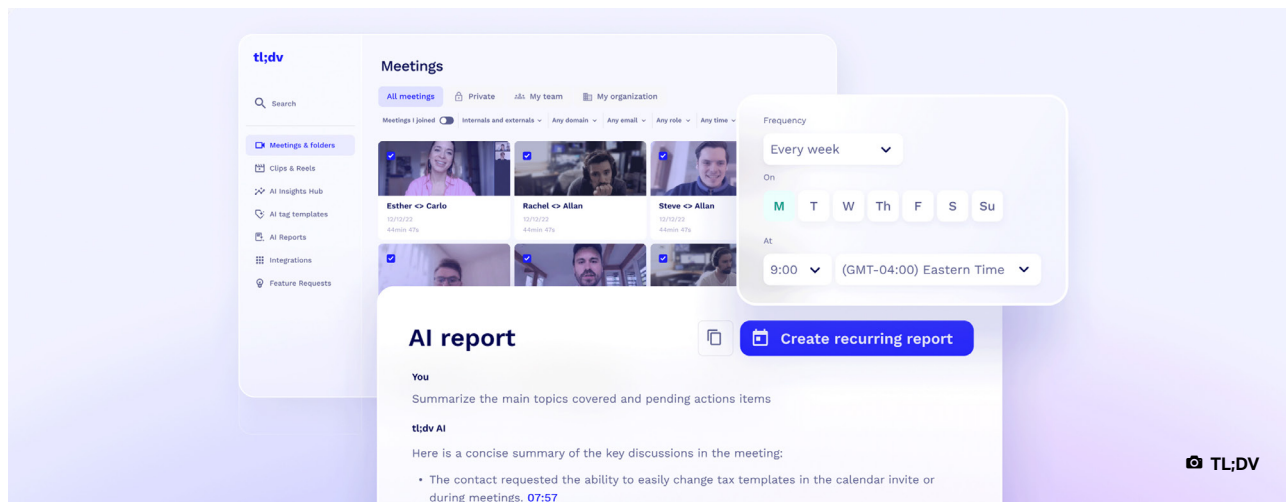 tl;dv
Search
Meetings & folders
Clips & Reels
AI Insights Hub
AI tag templates
AI Reports
Integrations
Feature Requests
Meetings
All meetings
Private
My team
My organization
Meetings I joined
Internals and externals
Any domain
Any email
Any role
Any time
Esther <> Carlo
12/12/22
44min 47s
Rachel <> Allan
12/12/22
44min 47s
Steve <> Allan
12/12/22
44min 47s
Frequency
Every week
On
M T W Th F S Su
At
9:00 (GMT-04:00) Eastern Time
AI report
Create recurring report
You
Summarize the main topics covered and pending actions items
tl;dv AI
Here is a concise summary of the key discussions in the meeting:
• The contact requested the ability to easily change tax templates in the calendar invite or
during meetings. 07:57
TL;DV